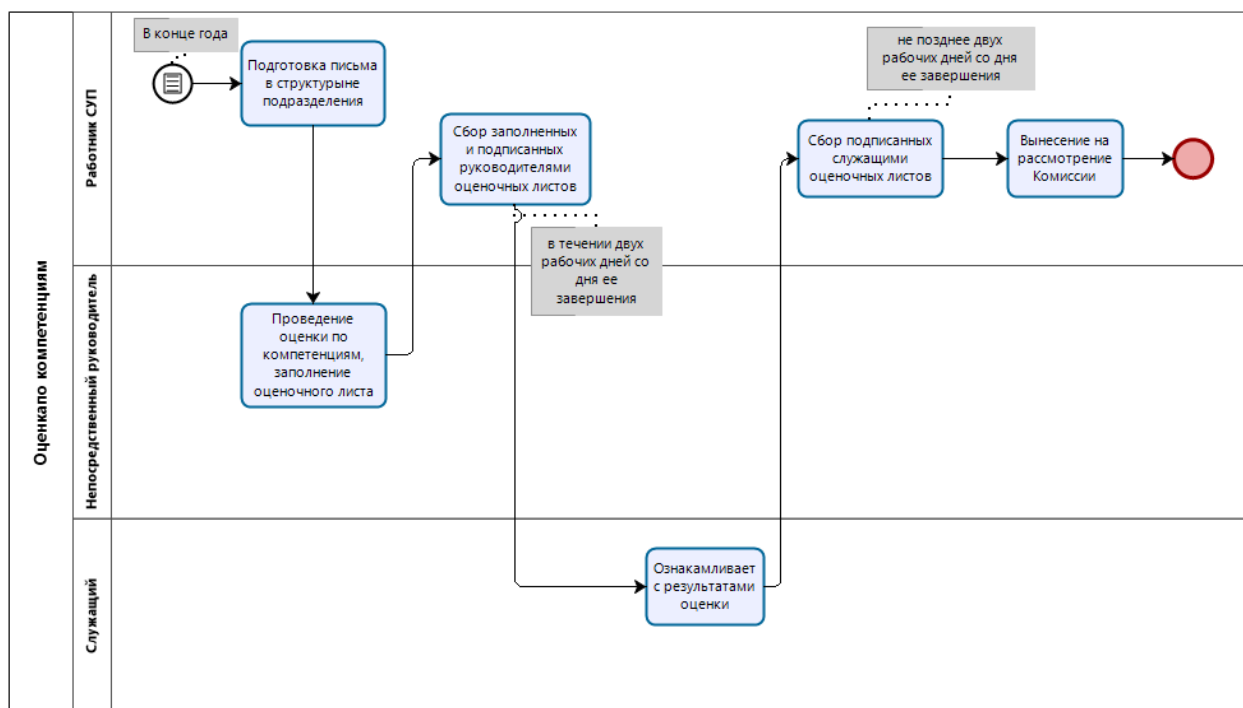 Оценкапо компетенциям
Работник СУП
В конце года
Подготовка письма
в структурыне
подразделения
Сбор заполненных
и подписанных
руководителями
оценочных листов
в течении двух
рабочих дней со
дня ее
завершения
не позднее двух
рабочих дней со дня
ее завершения
Сбор подписанных
служащими
оценочных листов
Вынесение на
рассмотрение
Комиссии
Непосредственный руководитель
Проведение
оценки по
компетенциям,
заполнение
оценочного листа
Служащий
Ознакамливает
с результатами
оценки